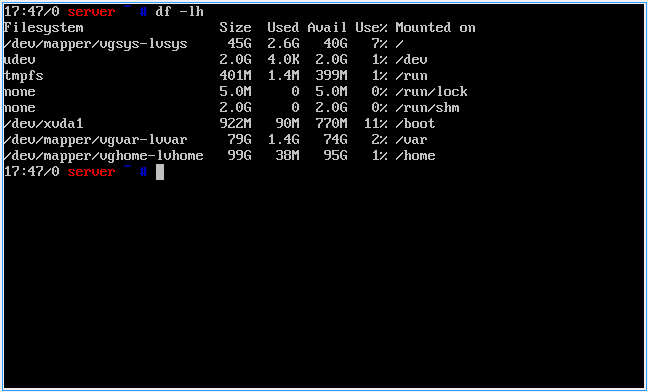 17:47/0 server ~ # df -lh
Filesystem                 Size  Used Avail Use% Mounted on
/dev/mapper/vgsys-lvsys     45G  2.6G   40G   7% /
udev                       2.0G  4.0K  2.0G   1% /dev
tmpfs                      401M  1.4M  399M   1% /run
none                       5.0M     0  5.0M   0% /run/lock
none                       2.0G     0  2.0G   0% /run/shm
/dev/xvda1                 922M   90M  770M  11% /boot
/dev/mapper/vgvar-lvvar     79G  1.4G   74G   2% /var
/dev/mapper/vghome-lvhome   99G   38M   95G   1% /home
17:47/0 server ~ #